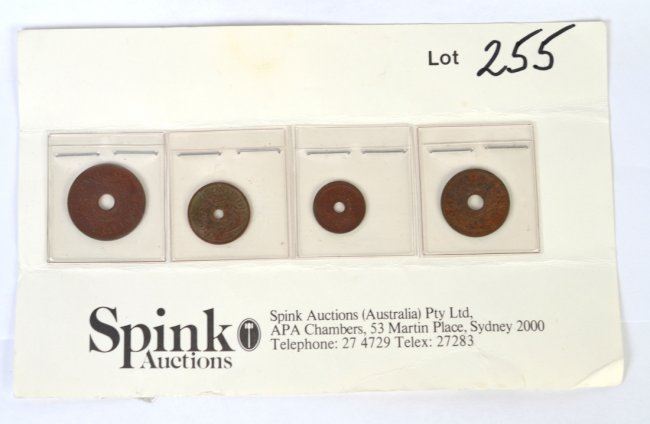 Lot 255
Spink
Auctions
Spink Auctions (Australia) Pty Ltd,
APA Chambers, 53 Martin Place, Sydney 2000
Telephone: 27 4729 Telex: 27283